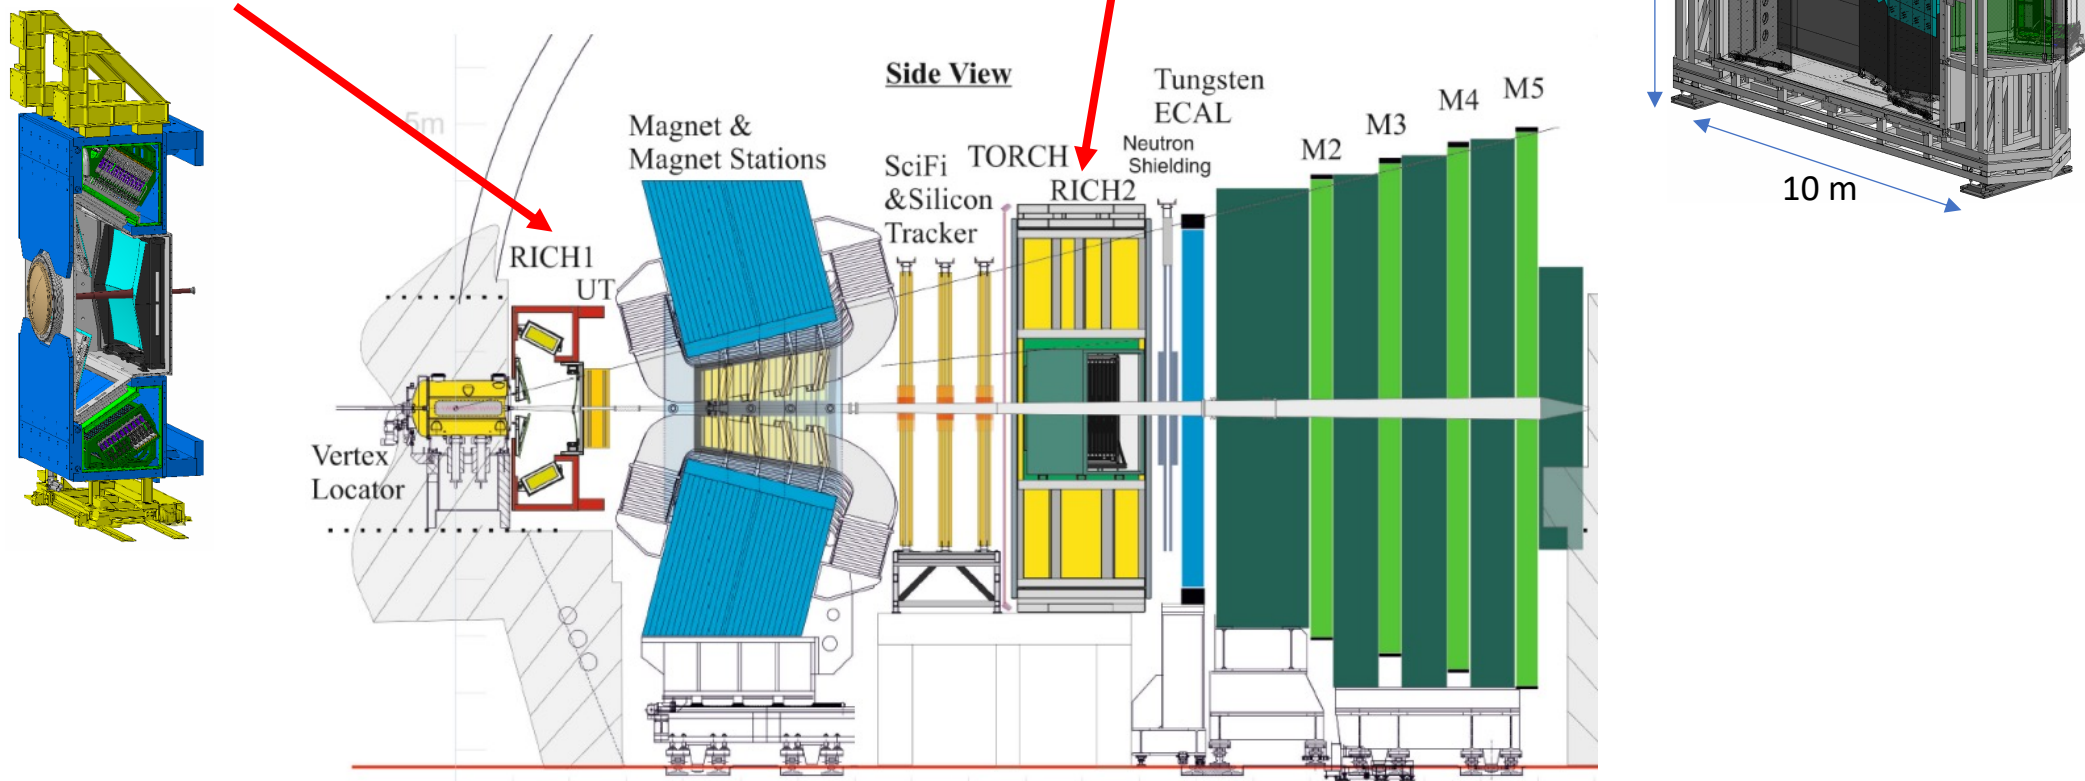 Side View
5m
Magnet &
Magnet Stations
Tungsten
ECAL
Neutron
Shielding
M2
M3
M4
M5
SciFi
&Silicon
Tracker
TORCH
RICH2
RICH1
UT
Vertex
Locator
10 m